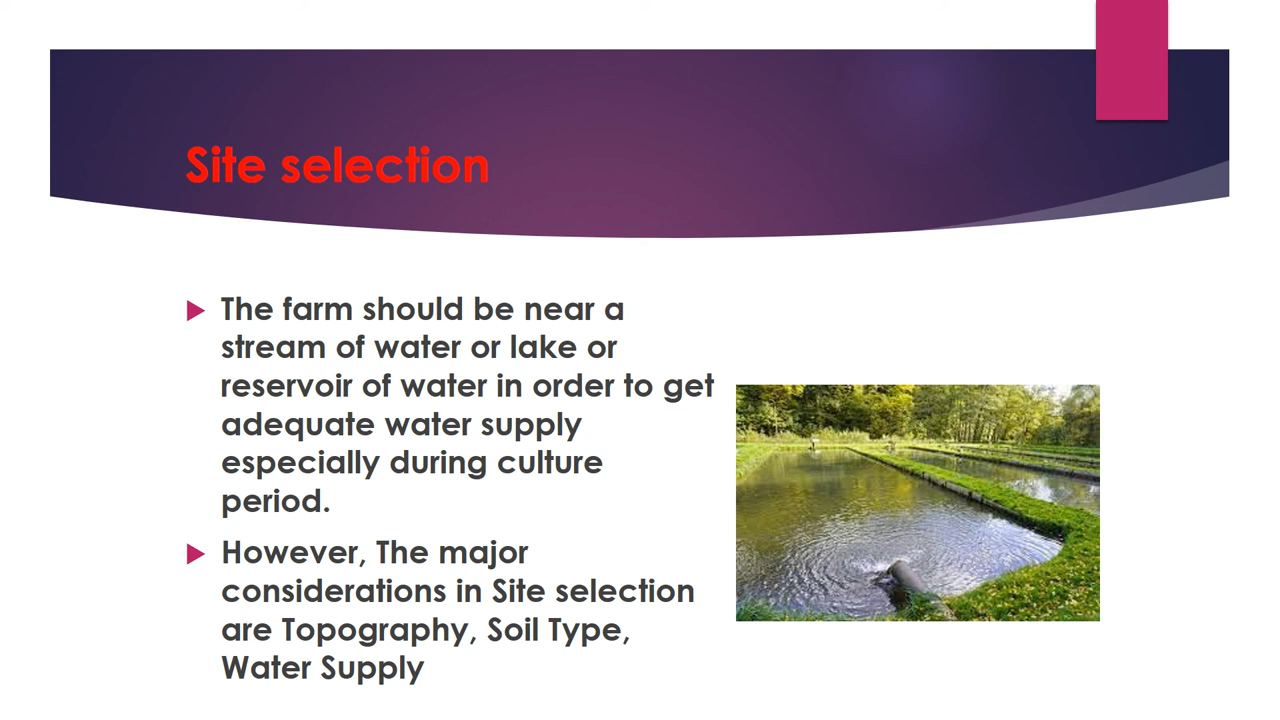 Site selection
The farm should be near a
stream of water or lake or
reservoir of water in order to get
adequate water supply
especially during culture
period.
However, The major
considerations in Site selection
are Topography, Soil Type,
Water Supply